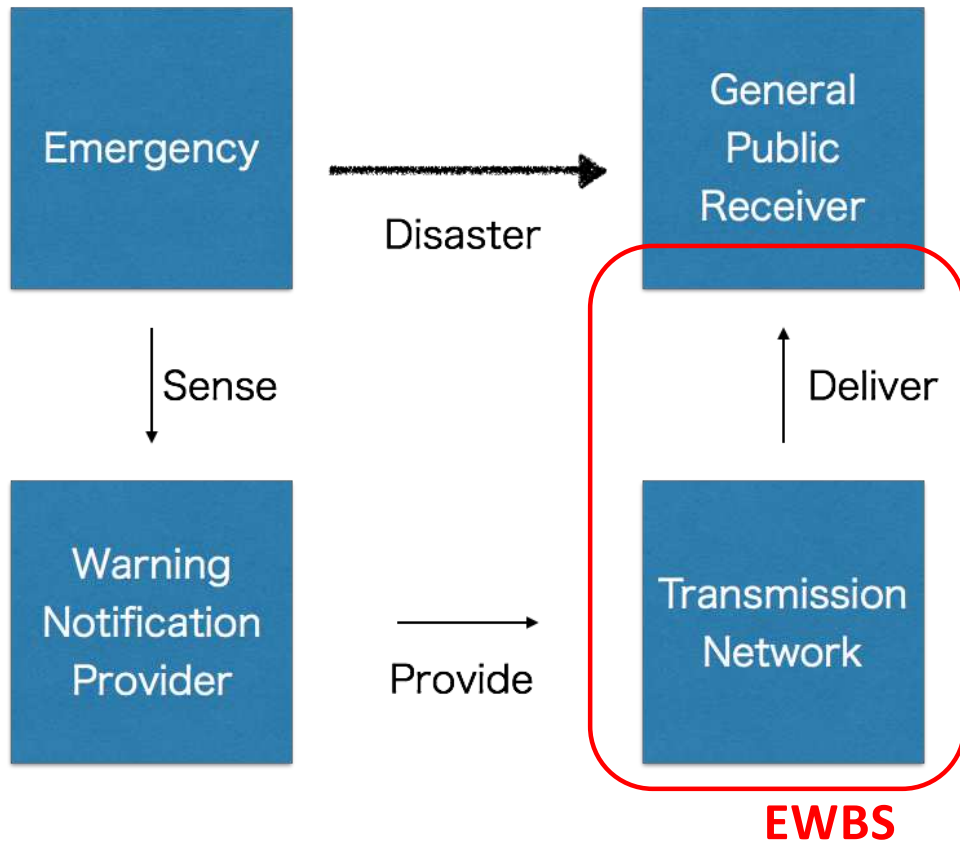 Emergency
Disaster
General
Public
Receiver
Sense
Deliver
Warning
Notification
Provider
Provide
Transmission
Network
EWBS